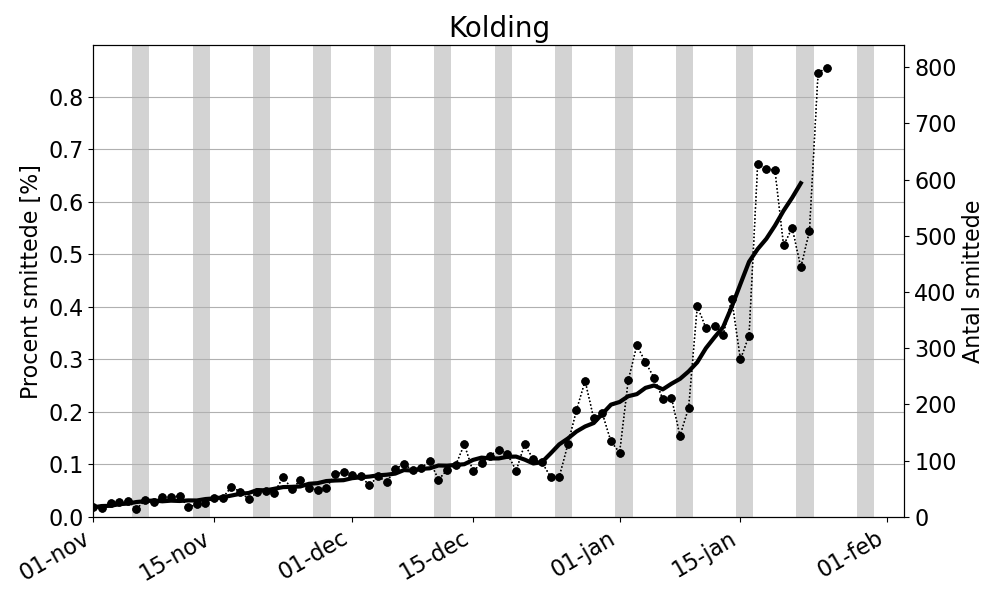 Kolding
Procent smittede [%]
0.8
0.7
0.6
0.5
0.4
0.3
0.2
0.1
0.0
800
700
600
500
400
300
200
100
0
Antal smittede
01-nov
15-nov
01-dec
15-dec
01-jan
15-jan
01-feb